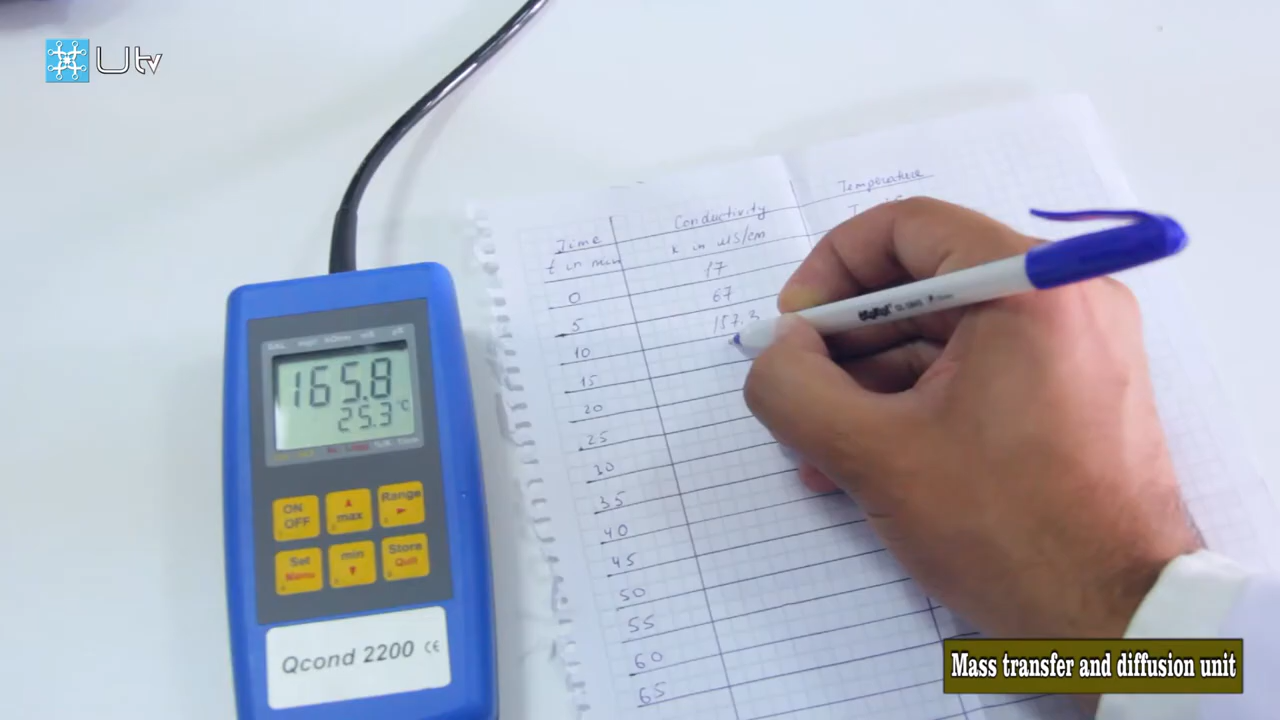 Utv
Temperature
Time
Conductivity
t in min
κ in µS/cm
0
17
5
67
10
157.3
15
20
25
30
35
40
45
50
55
60
65
165.8
25.3 °C
ON
OFF
max
Range
Set
Menu
min
Store
Quit
Qcond 2200 CE
Mass transfer and diffusion unit